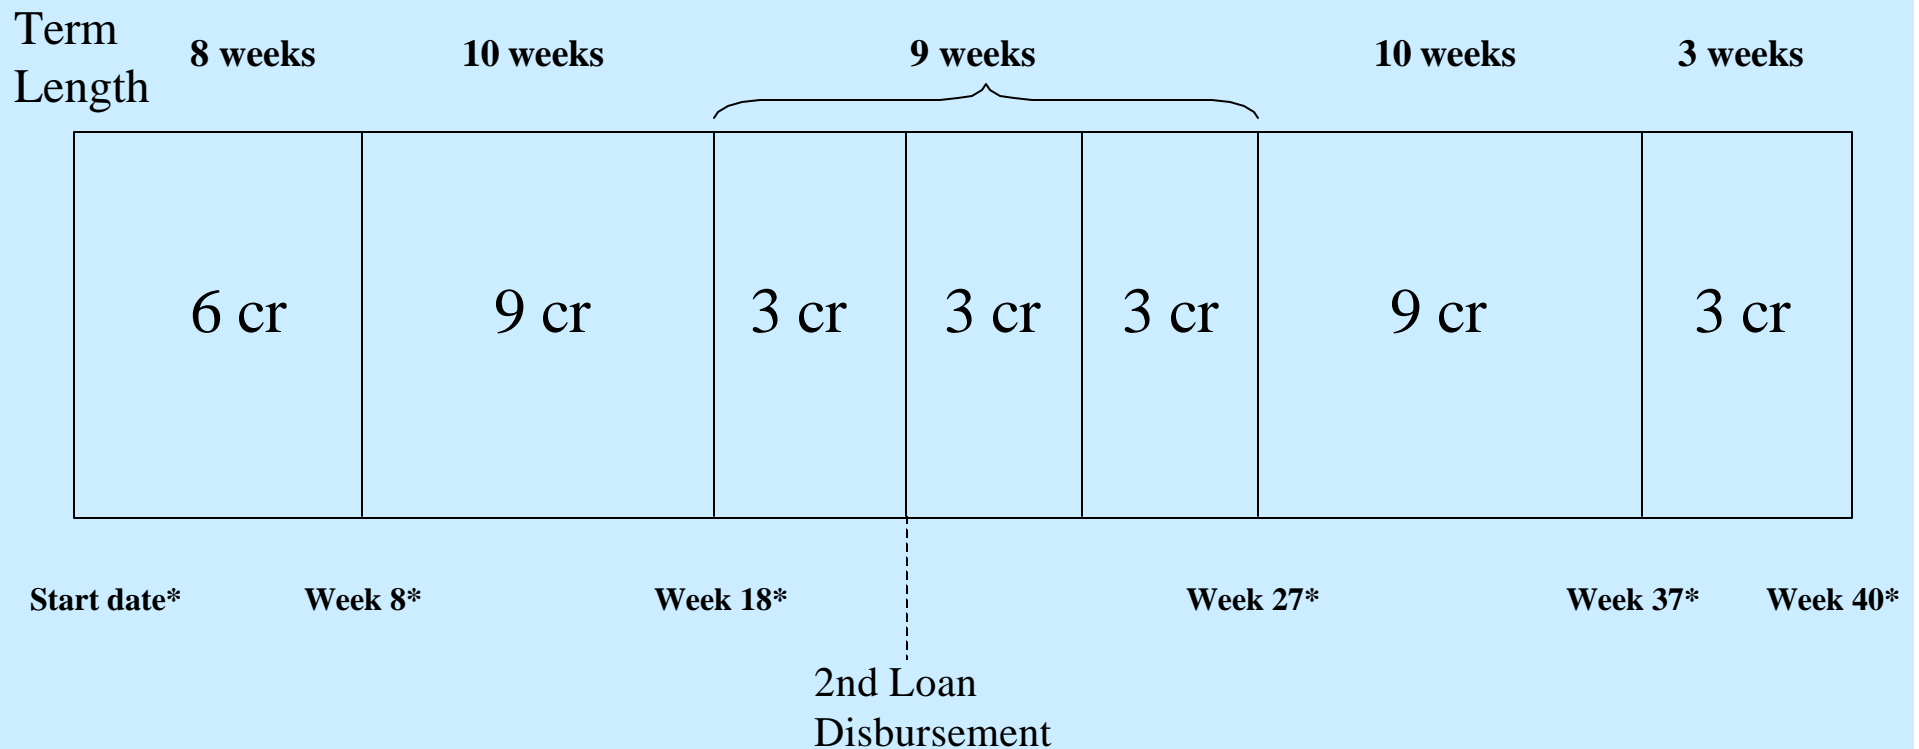 Term
Length
8 weeks
10 weeks
9 weeks
10 weeks
3 weeks
6 cr
9 cr
3 cr
3 cr
3 cr
9 cr
3 cr
Start date*
Week 8*
Week 18*
Week 27*
Week 37*
Week 40*
2nd Loan
Disbursement